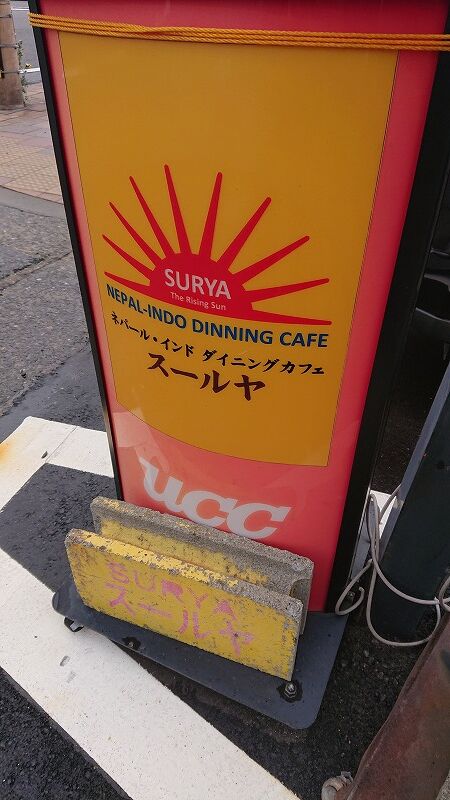 SURYA
The Rising Sun
NEPAL-INDO DINNING CAFE
ネパール・インド ダイニングカフェ
スールヤ
UCC
SURYA
スールヤ